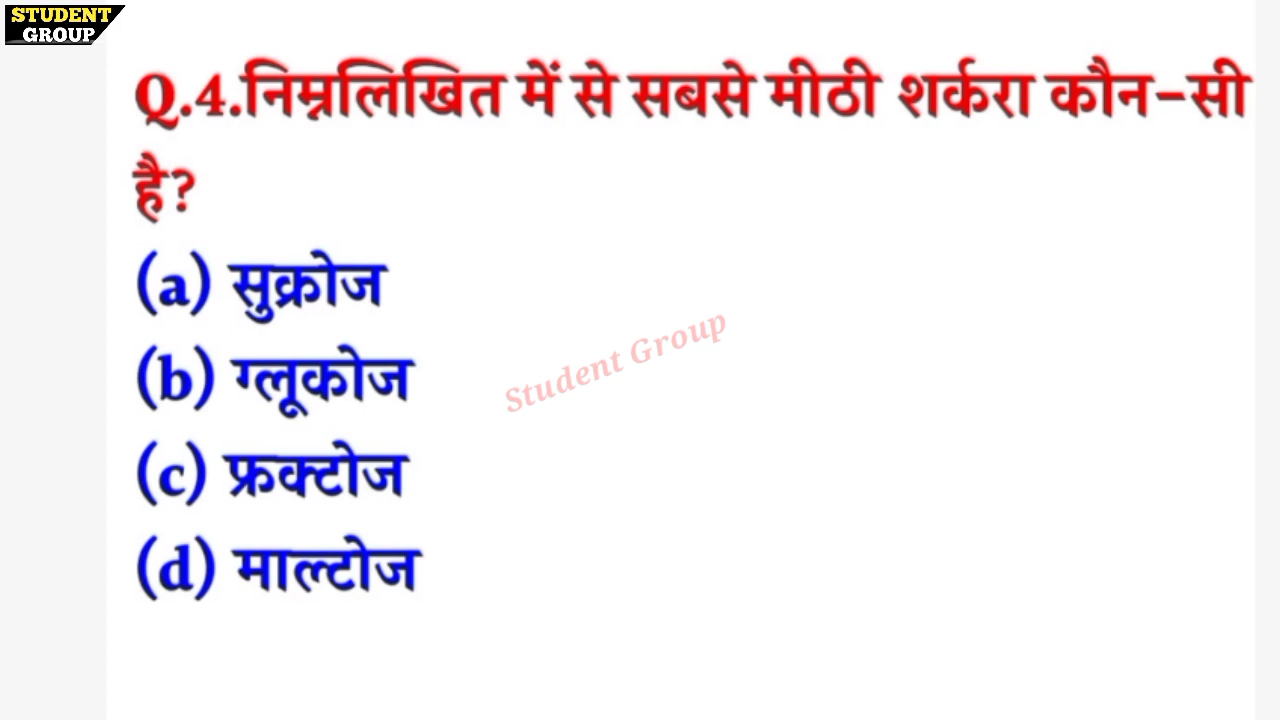 STUDENT
GROUP
Q.4.निम्नलिखित में से सबसे मीठी शर्करा कौन-सी
है?
(a) सुक्रोज
(b) ग्लूकोज
Student Group
(c) फ्रक्टोज
(d) माल्टोज